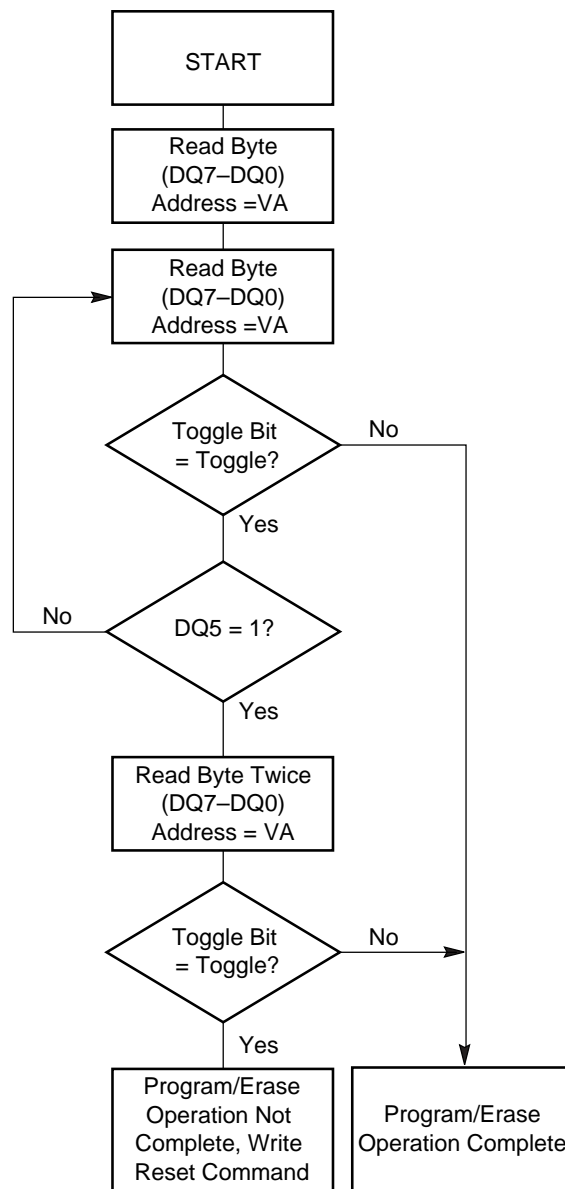 START
Read Byte
(DQ7–DQ0)
Address =VA
Read Byte
(DQ7–DQ0)
Address =VA
Toggle Bit
= Toggle?
No
Yes
No
DQ5 = 1?
Yes
Read Byte Twice
(DQ7–DQ0)
Address = VA
Toggle Bit
= Toggle?
No
Yes
Program/Erase
Operation Not
Complete, Write
Reset Command
Program/Erase
Operation Complete